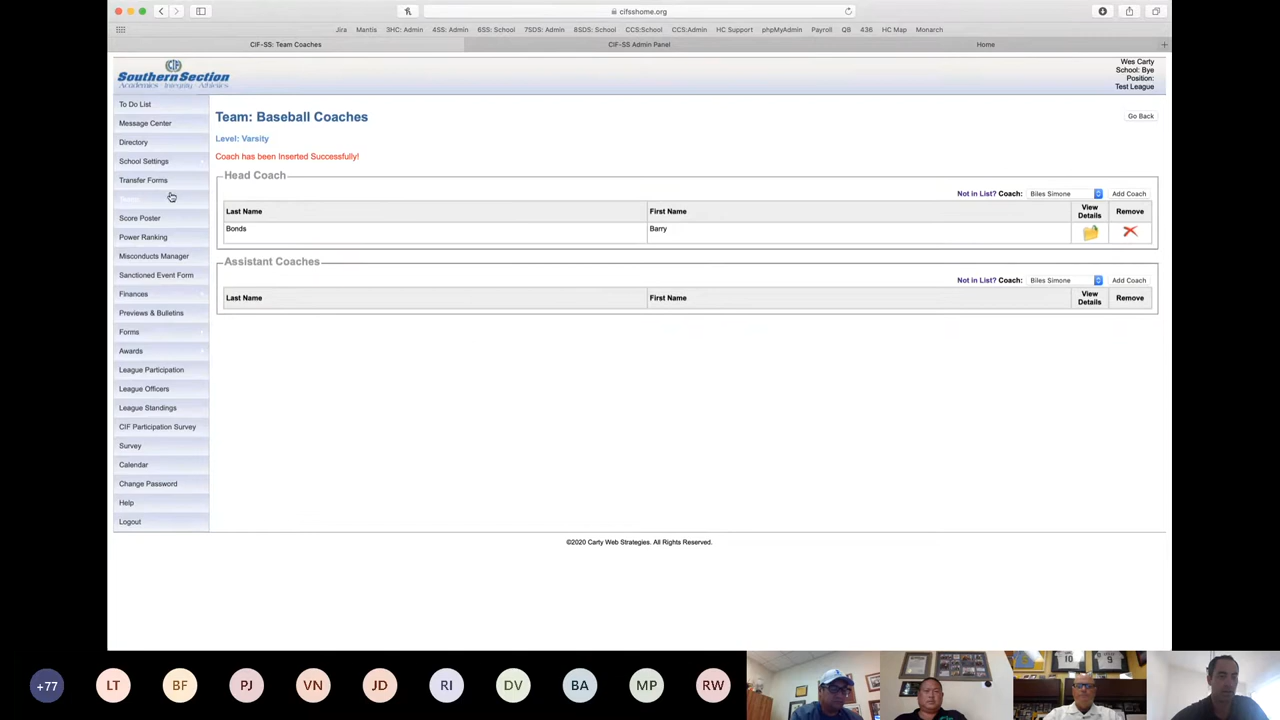 cifsshome.org
Jira Mantis 3HC: Admin 4SS: Admin 6SS: School 7SDS: Admin 8SDS: School CCS:School CCS:Admin HC Support phpMyAdmin Payroll QB 436 HC Map Monarch
CIF-SS: Team Coaches CIF-SS Admin Panel Home
CIF
Southern Section
Academics · Integrity · Athletics
Wes Carty
School: Bye
Position:
Test League
To Do List
Message Center
Directory
School Settings
Transfer Forms
Score Poster
Power Ranking
Misconducts Manager
Sanctioned Event Form
Finances
Previews & Bulletins
Forms
Awards
League Participation
League Officers
League Standings
CIF Participation Survey
Survey
Calendar
Change Password
Help
Logout
Team: Baseball Coaches
Go Back
Level: Varsity
Coach has been Inserted Successfully!
Head Coach
Not in List? Coach: Biles Simone Add Coach
Last Name First Name View Details Remove
Bonds Barry
Assistant Coaches
Not in List? Coach: Biles Simone Add Coach
Last Name First Name View Details Remove
©2020 Carty Web Strategies. All Rights Reserved.
+77 LT BF PJ VN JD RI DV BA MP RW
10 9